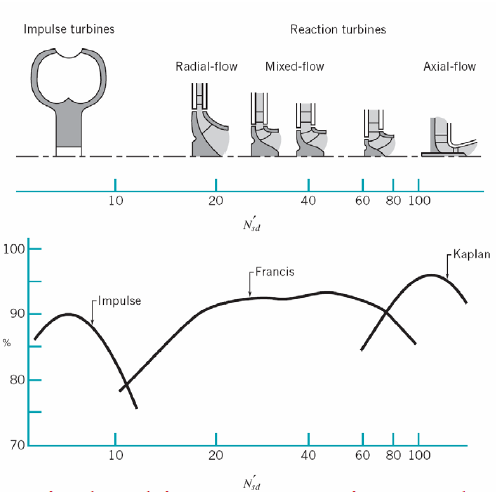 Impulse turbines
Reaction turbines
Radial-flow
Mixed-flow
Axial-flow
10 20 40 60 80 100
N'sd
100
90
%
80
70
Impulse
Francis
Kaplan
10 20 40 60 80 100
N'sd